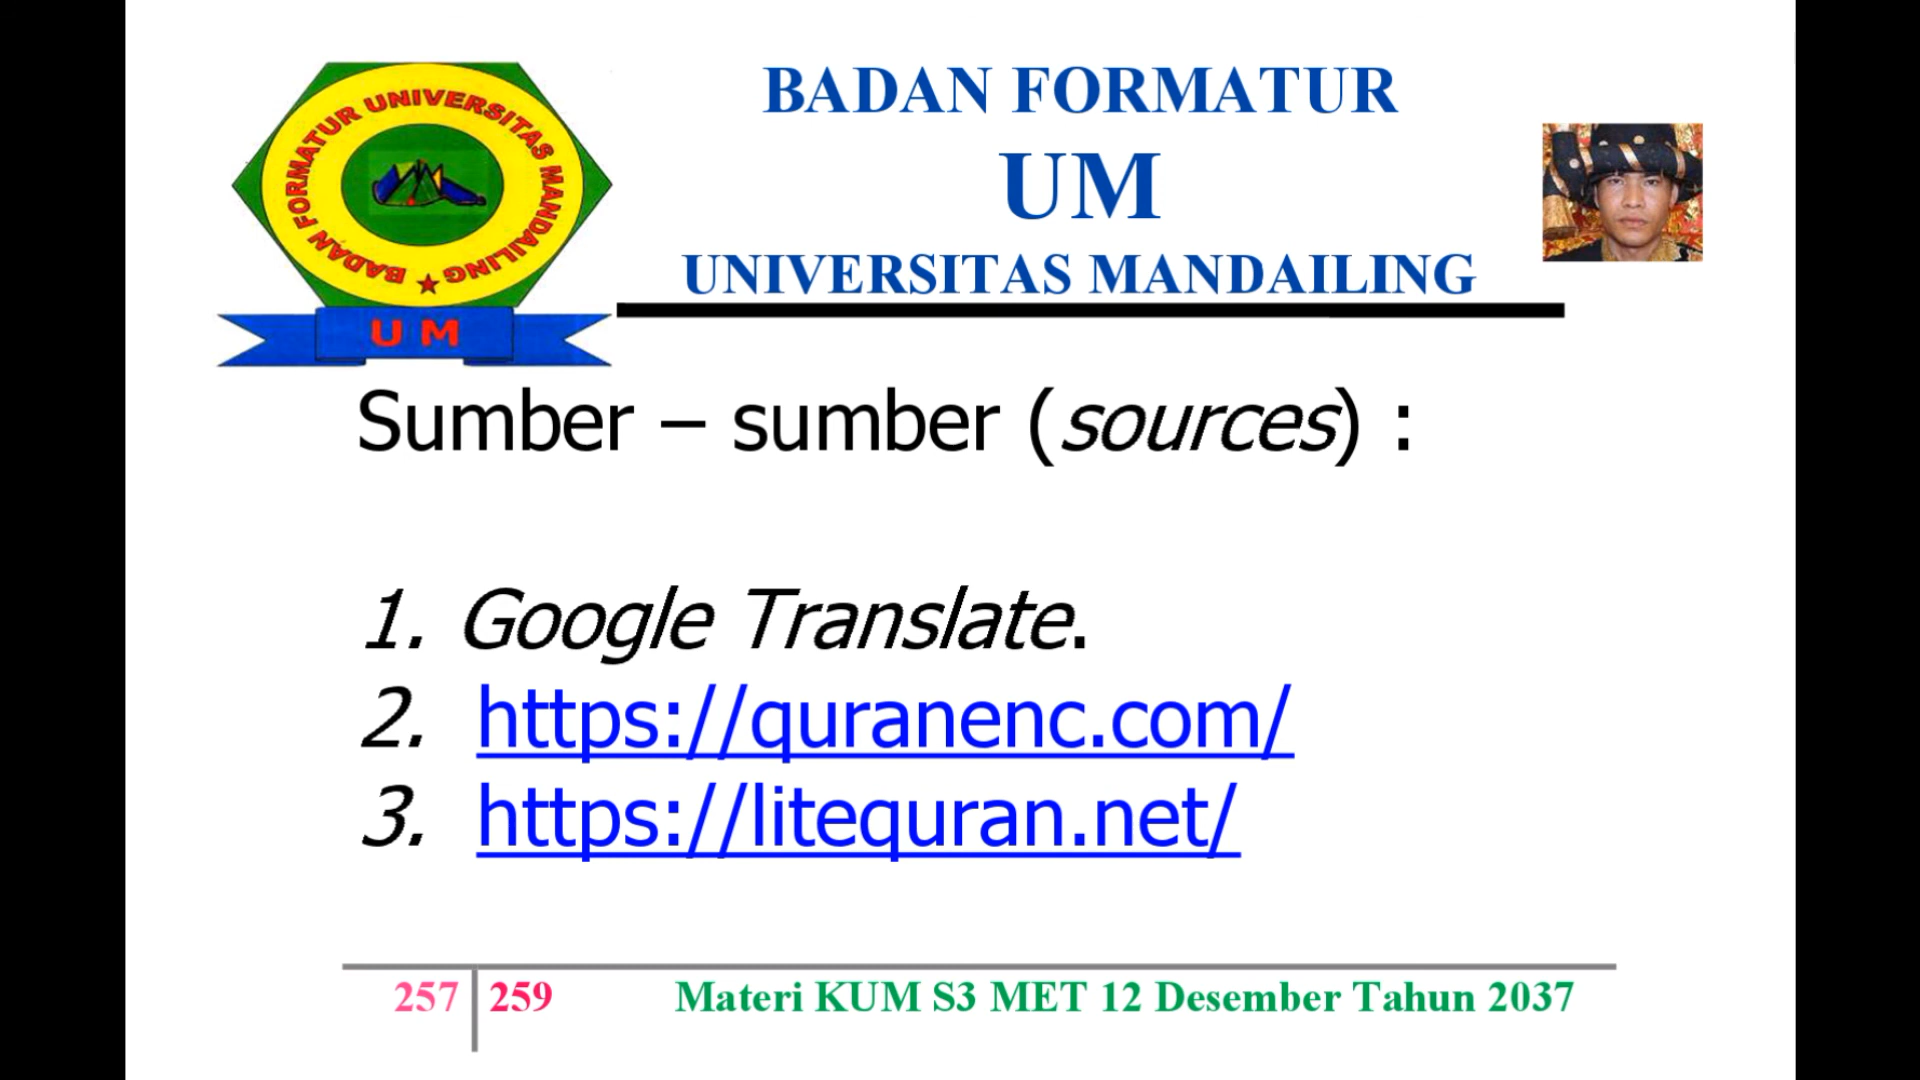 BADAN FORMATUR UNIVERSITAS MANDAILING
U M
BADAN FORMATUR
UM
UNIVERSITAS MANDAILING
Sumber – sumber (sources) :
1. Google Translate.
2. https://quranenc.com/
3. https://litequran.net/
257 259 Materi KUM S3 MET 12 Desember Tahun 2037